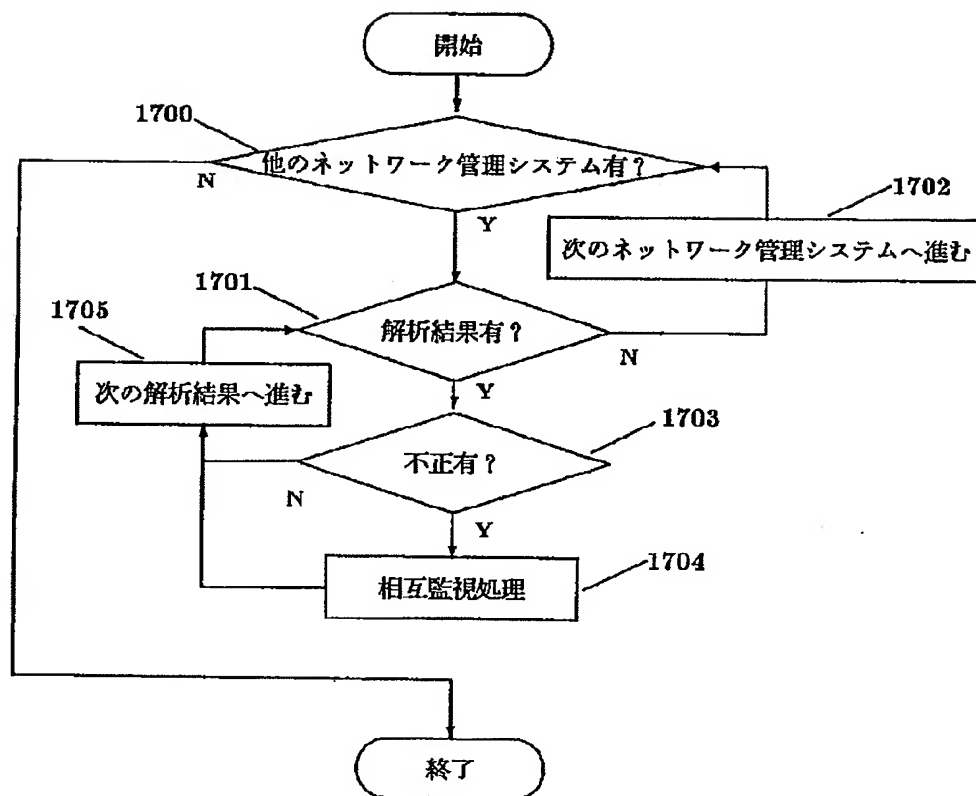 開始
1700
他のネットワーク管理システム有?
N
Y
1702
次のネットワーク管理システムへ進む
1701
解析結果有?
N
Y
1705
次の解析結果へ進む
1703
不正有?
N
Y
1704
相互監視処理
終了